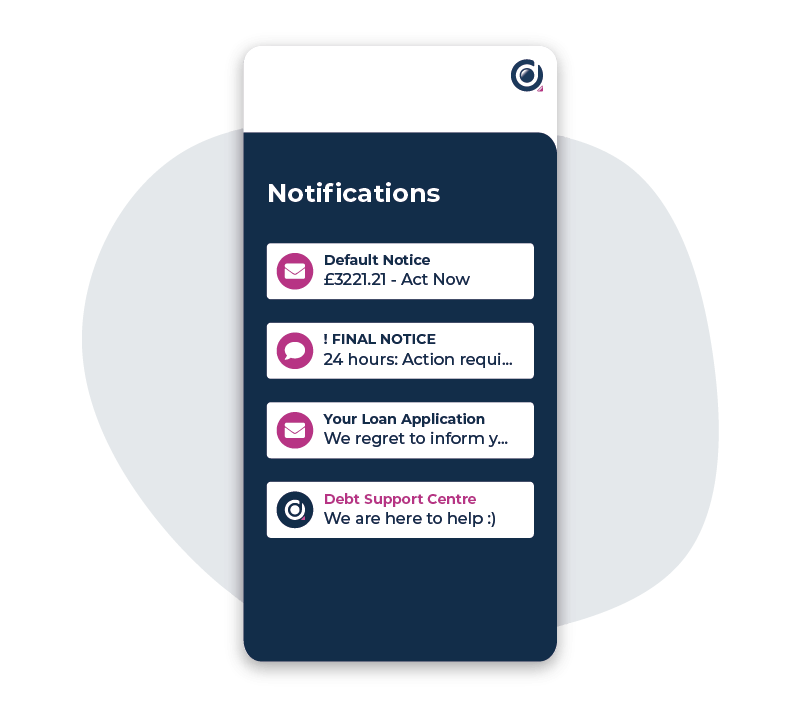 Notifications
Default Notice
£3221.21 - Act Now
! FINAL NOTICE
24 hours: Action requi...
Your Loan Application
We regret to inform y...
Debt Support Centre
We are here to help :)